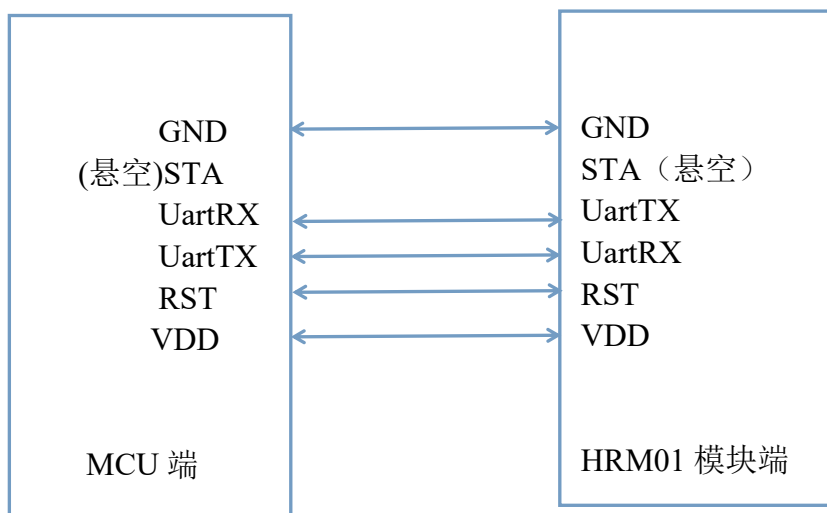 GND
(悬空)STA
UartRX
UartTX
RST
VDD
MCU 端
GND
STA（悬空）
UartTX
UartRX
RST
VDD
HRM01 模块端